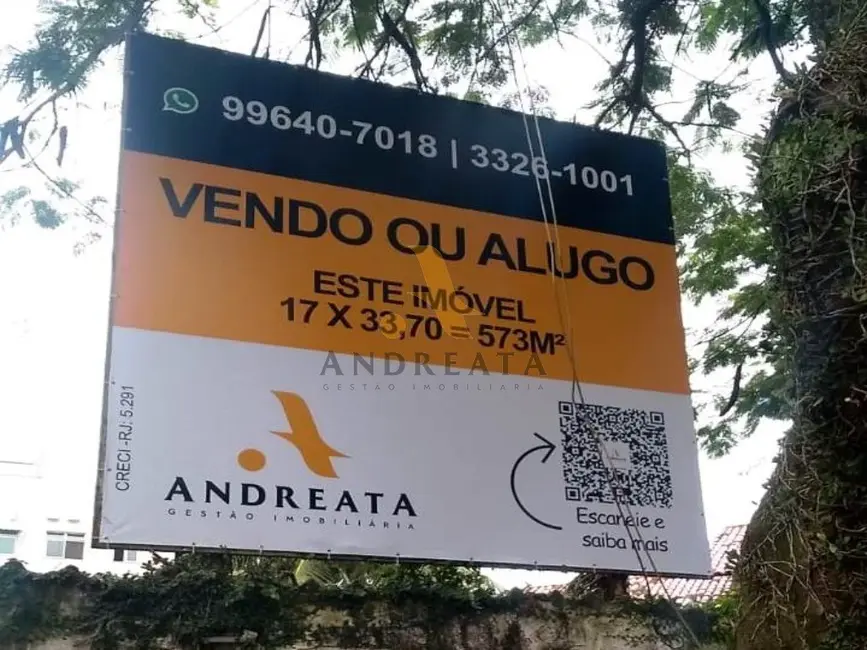 99640-7018 | 3326-1001
VENDO OU ALUGO
ESTE IMÓVEL
17 X 33,70 = 573M²
ANDREATA
GESTÃO IMOBILIÁRIA
CRECI-RJ: 5.291
ANDREATA
GESTÃO IMOBILIÁRIA
Escaneie e
saiba mais